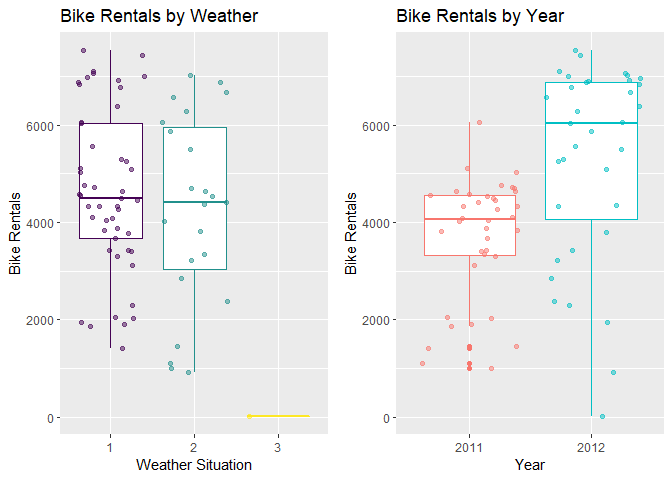 Bike Rentals by Weather
Bike Rentals
6000
4000
2000
0
1
2
3
Weather Situation
Bike Rentals by Year
Bike Rentals
6000
4000
2000
0
2011
2012
Year